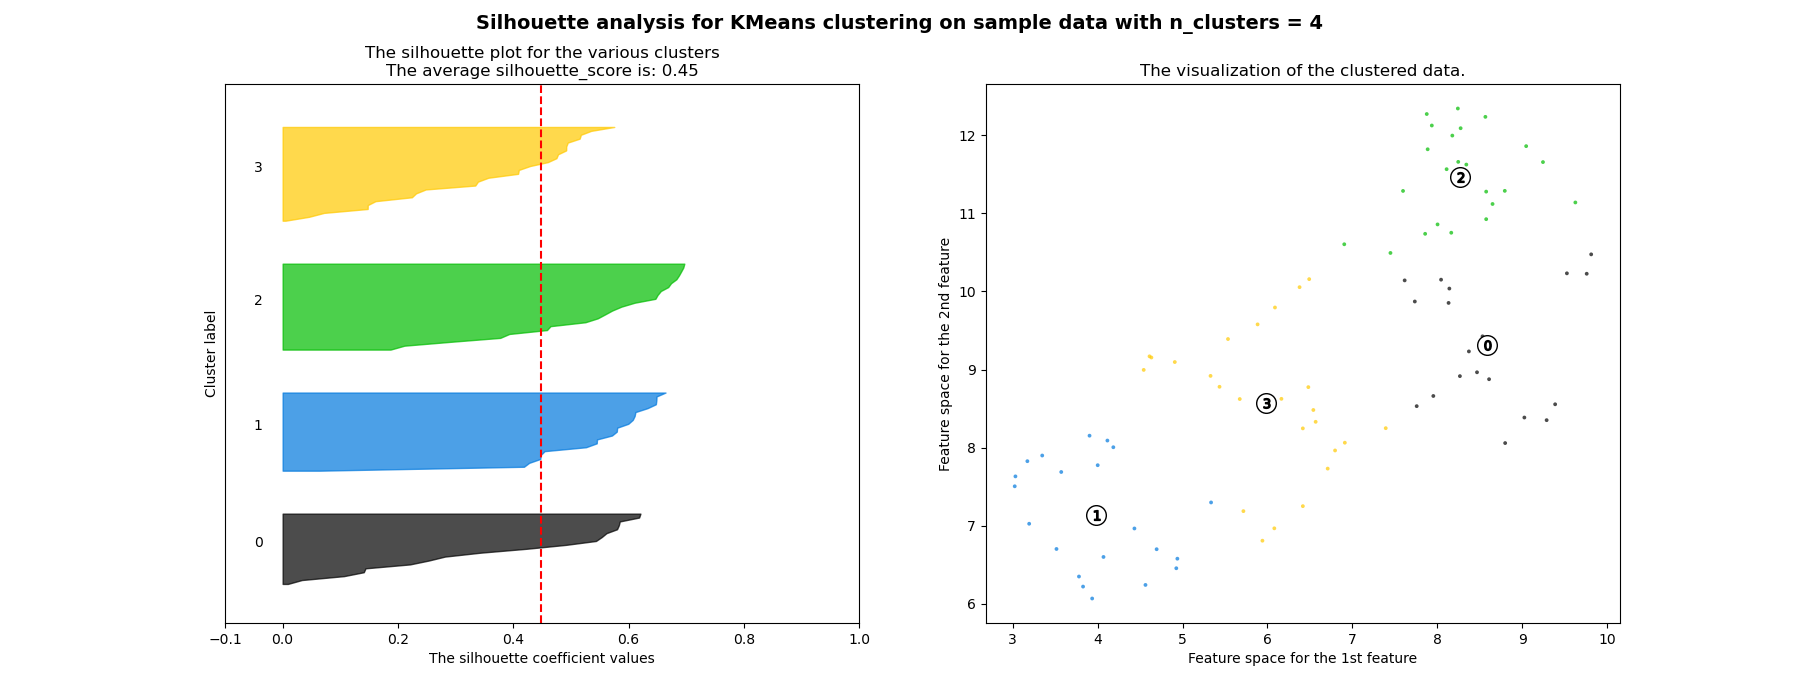 Silhouette analysis for KMeans clustering on sample data with n_clusters = 4
The silhouette plot for the various clusters
The average silhouette_score is: 0.45
3
2
1
0
Cluster label
−0.1 0.0 0.2 0.4 0.6 0.8 1.0
The silhouette coefficient values
The visualization of the clustered data.
12
11
10
9
8
7
6
Feature space for the 2nd feature
2
0
3
1
3 4 5 6 7 8 9 10
Feature space for the 1st feature